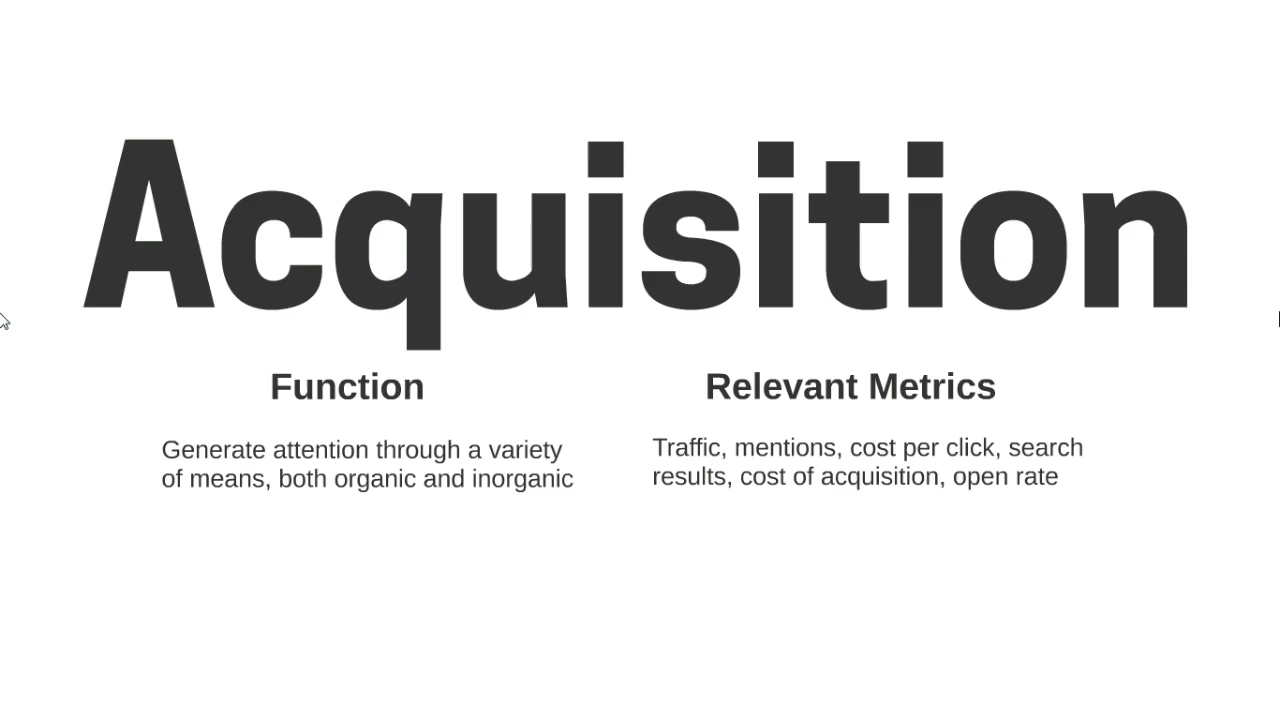 Acquisition
Function
Generate attention through a variety
of means, both organic and inorganic
Relevant Metrics
Traffic, mentions, cost per click, search
results, cost of acquisition, open rate